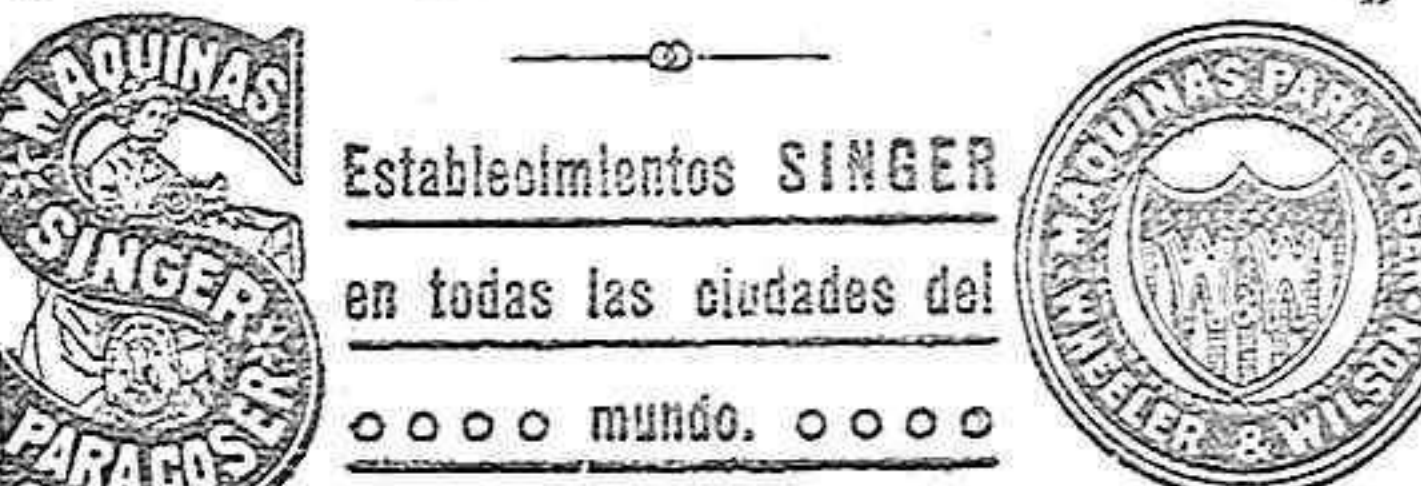 MAQUINAS
SINGER
PARA COSER
Establecimientos SINGER
en todas las ciudades del
mundo.
MAQUINAS PARA COSER
WHEELER & WILSON